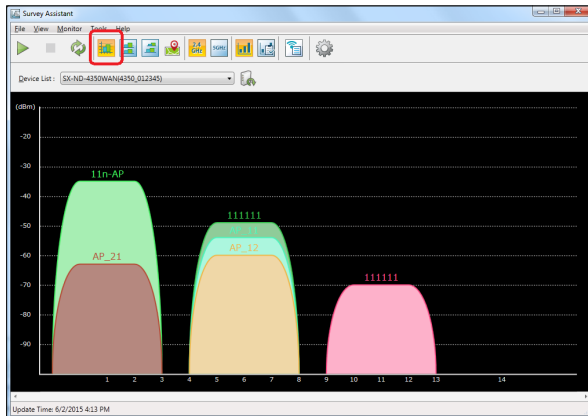 Survey Assistant
File View Monitor Tools Help
2.4 GHz 5GHz
Device List : SX-ND-4350WAN(4350_012345)
(dBm)
-20
-30
11n-AP
-40
111111
-50
AP_12
AP_21
-60
111111
-70
-80
-90
1 2 3 4 5 6 7 8 9 10 11 12 13 14
Update Time: 6/2/2015 4:13 PM